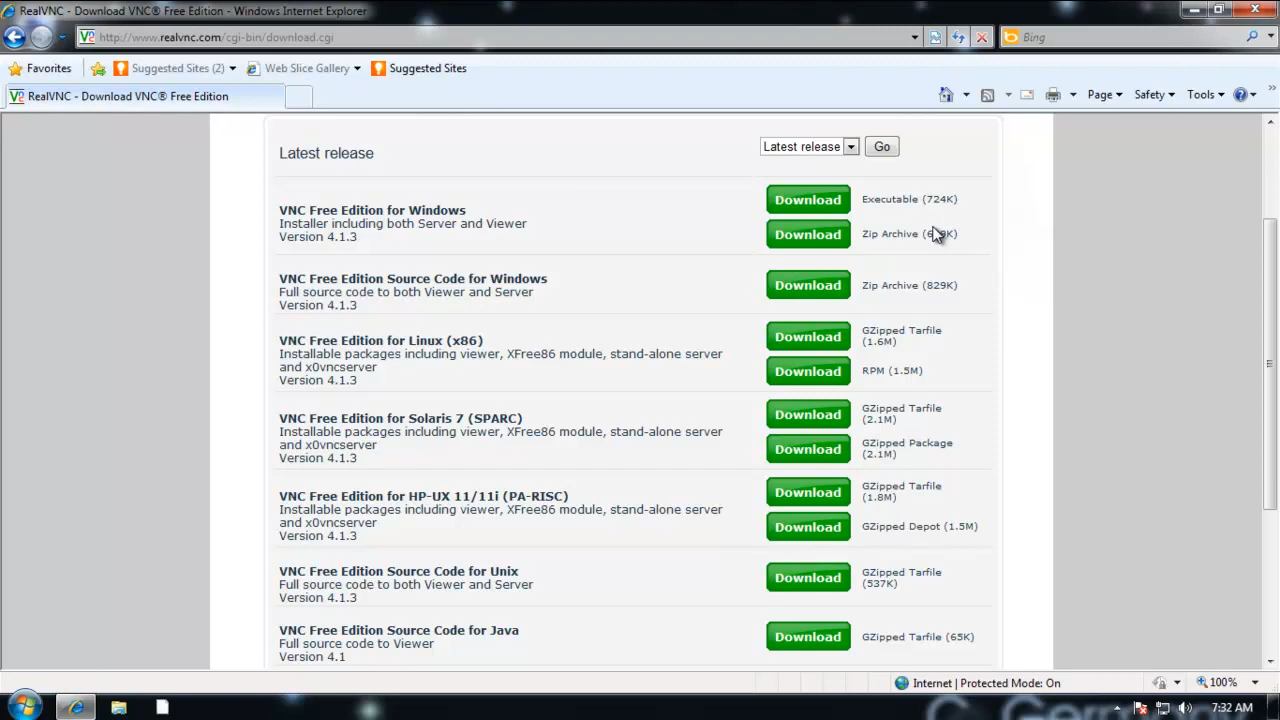 RealVNC - Download VNC® Free Edition - Windows Internet Explorer
http://www.realvnc.com/cgi-bin/download.cgi
Bing
Favorites
Suggested Sites (2)
Web Slice Gallery
Suggested Sites
RealVNC - Download VNC® Free Edition
Page
Safety
Tools
Latest release
Latest release
Go
VNC Free Edition for Windows
Installer including both Server and Viewer
Version 4.1.3
Download
Executable (724K)
Download
Zip Archive
VNC Free Edition Source Code for Windows
Full source code to both Viewer and Server
Version 4.1.3
Download
Zip Archive (829K)
VNC Free Edition for Linux (x86)
Installable packages including viewer, XFree86 module, stand-alone server
and x0vncserver
Version 4.1.3
Download
GZipped Tarfile
(1.6M)
Download
RPM (1.5M)
VNC Free Edition for Solaris 7 (SPARC)
Installable packages including viewer, XFree86 module, stand-alone server
and x0vncserver
Version 4.1.3
Download
GZipped Tarfile
(2.1M)
Download
GZipped Package
(2.1M)
VNC Free Edition for HP-UX 11/11i (PA-RISC)
Installable packages including viewer, XFree86 module, stand-alone server
and x0vncserver
Version 4.1.3
Download
GZipped Tarfile
(1.8M)
Download
GZipped Depot (1.5M)
VNC Free Edition Source Code for Unix
Full source code to both Viewer and Server
Version 4.1.3
Download
GZipped Tarfile
(537K)
VNC Free Edition Source Code for Java
Full source code to Viewer
Version 4.1
Download
GZipped Tarfile (65K)
Internet | Protected Mode: On
100%
7:32 AM